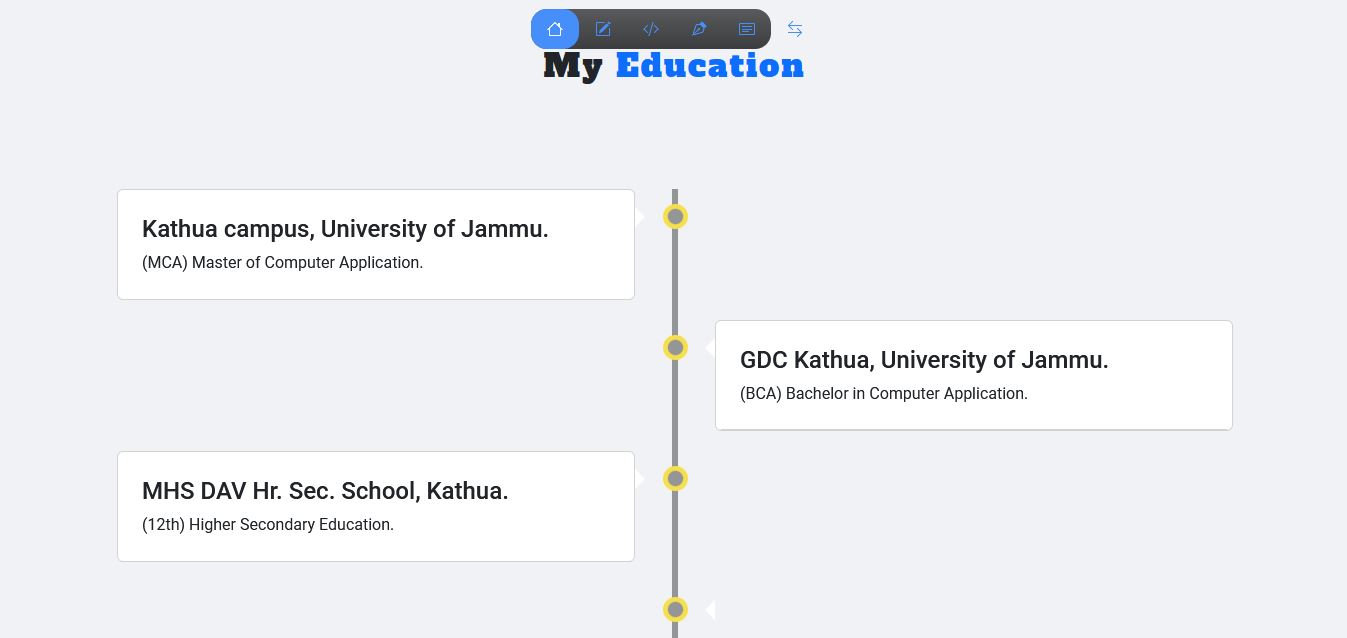 My Education
Kathua campus, University of Jammu.
(MCA) Master of Computer Application.
GDC Kathua, University of Jammu.
(BCA) Bachelor in Computer Application.
MHS DAV Hr. Sec. School, Kathua.
(12th) Higher Secondary Education.